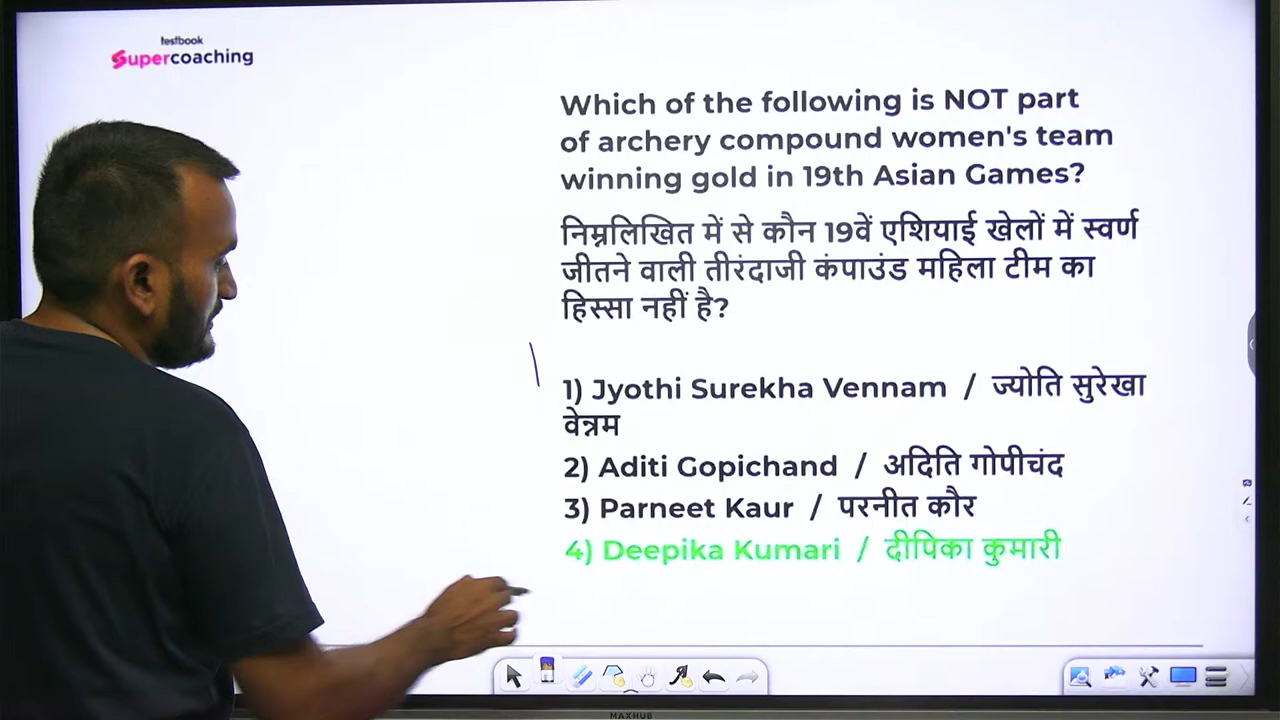 testbook
Supercoaching
Which of the following is NOT part
of archery compound women's team
winning gold in 19th Asian Games?
निम्नलिखित में से कौन 19वें एशियाई खेलों में स्वर्ण
जीतने वाली तीरंदाजी कंपाउंड महिला टीम का
हिस्सा नहीं है?
1) Jyothi Surekha Vennam / ज्योति सुरेखा
वेन्नम
2) Aditi Gopichand / अदिति गोपीचंद
3) Parneet Kaur / परनीत कौर
4) Deepika Kumari / दीपिका कुमारी
MAXHUB